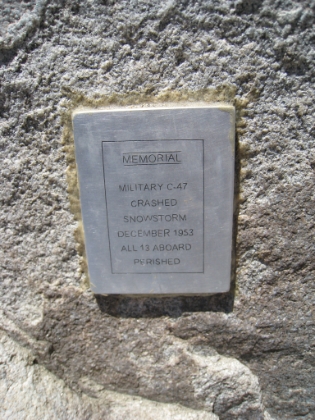 MEMORIAL
MILITARY C-47
CRASHED
SNOWSTORM
DECEMBER 1953
ALL 13 ABOARD
PERISHED